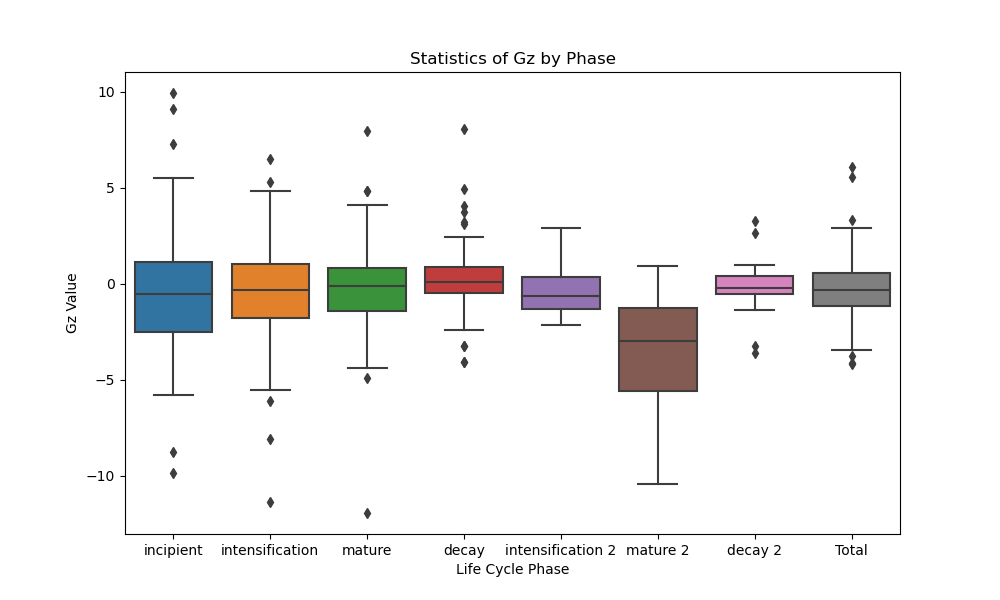 Statistics of Gz by Phase
10
5
0
−5
−10
Gz Value
incipient intensification mature decay intensification 2 mature 2 decay 2 Total
Life Cycle Phase